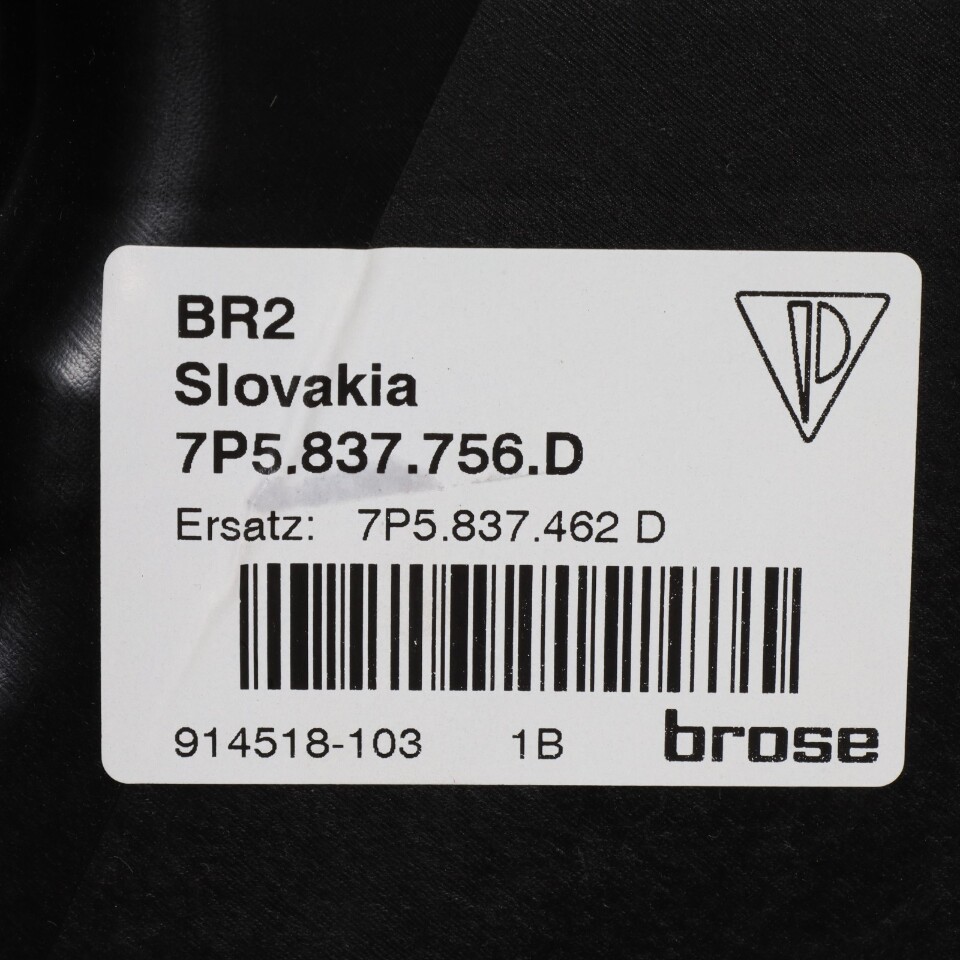 BR2
Slovakia
7P5.837.756.D
Ersatz: 7P5.837.462 D
914518-103 1B brose